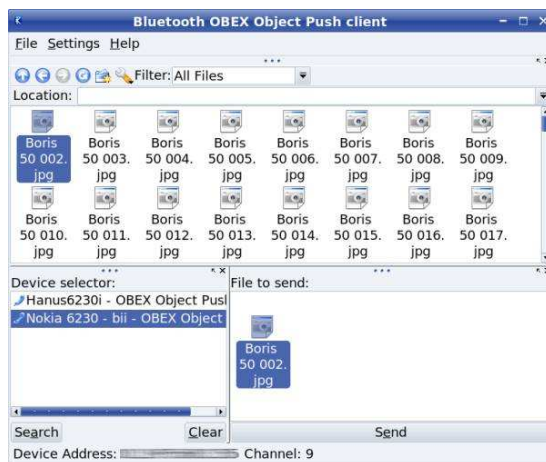 Bluetooth OBEX Object Push client
File Settings Help
Filter: All Files
Location:
Boris 50 002. jpg
Boris 50 003. jpg
Boris 50 004. jpg
Boris 50 005. jpg
Boris 50 006. jpg
Boris 50 007. jpg
Boris 50 008. jpg
Boris 50 009. jpg
Boris 50 010. jpg
Boris 50 011. jpg
Boris 50 012. jpg
Boris 50 013. jpg
Boris 50 014. jpg
Boris 50 015. jpg
Boris 50 016. jpg
Boris 50 017. jpg
Device selector:
Hanus6230i - OBEX Object Pus
Nokia 6230 - bii - OBEX Object
Search Clear
File to send:
Boris
50 002.
jpg
Send
Device Address: Channel: 9